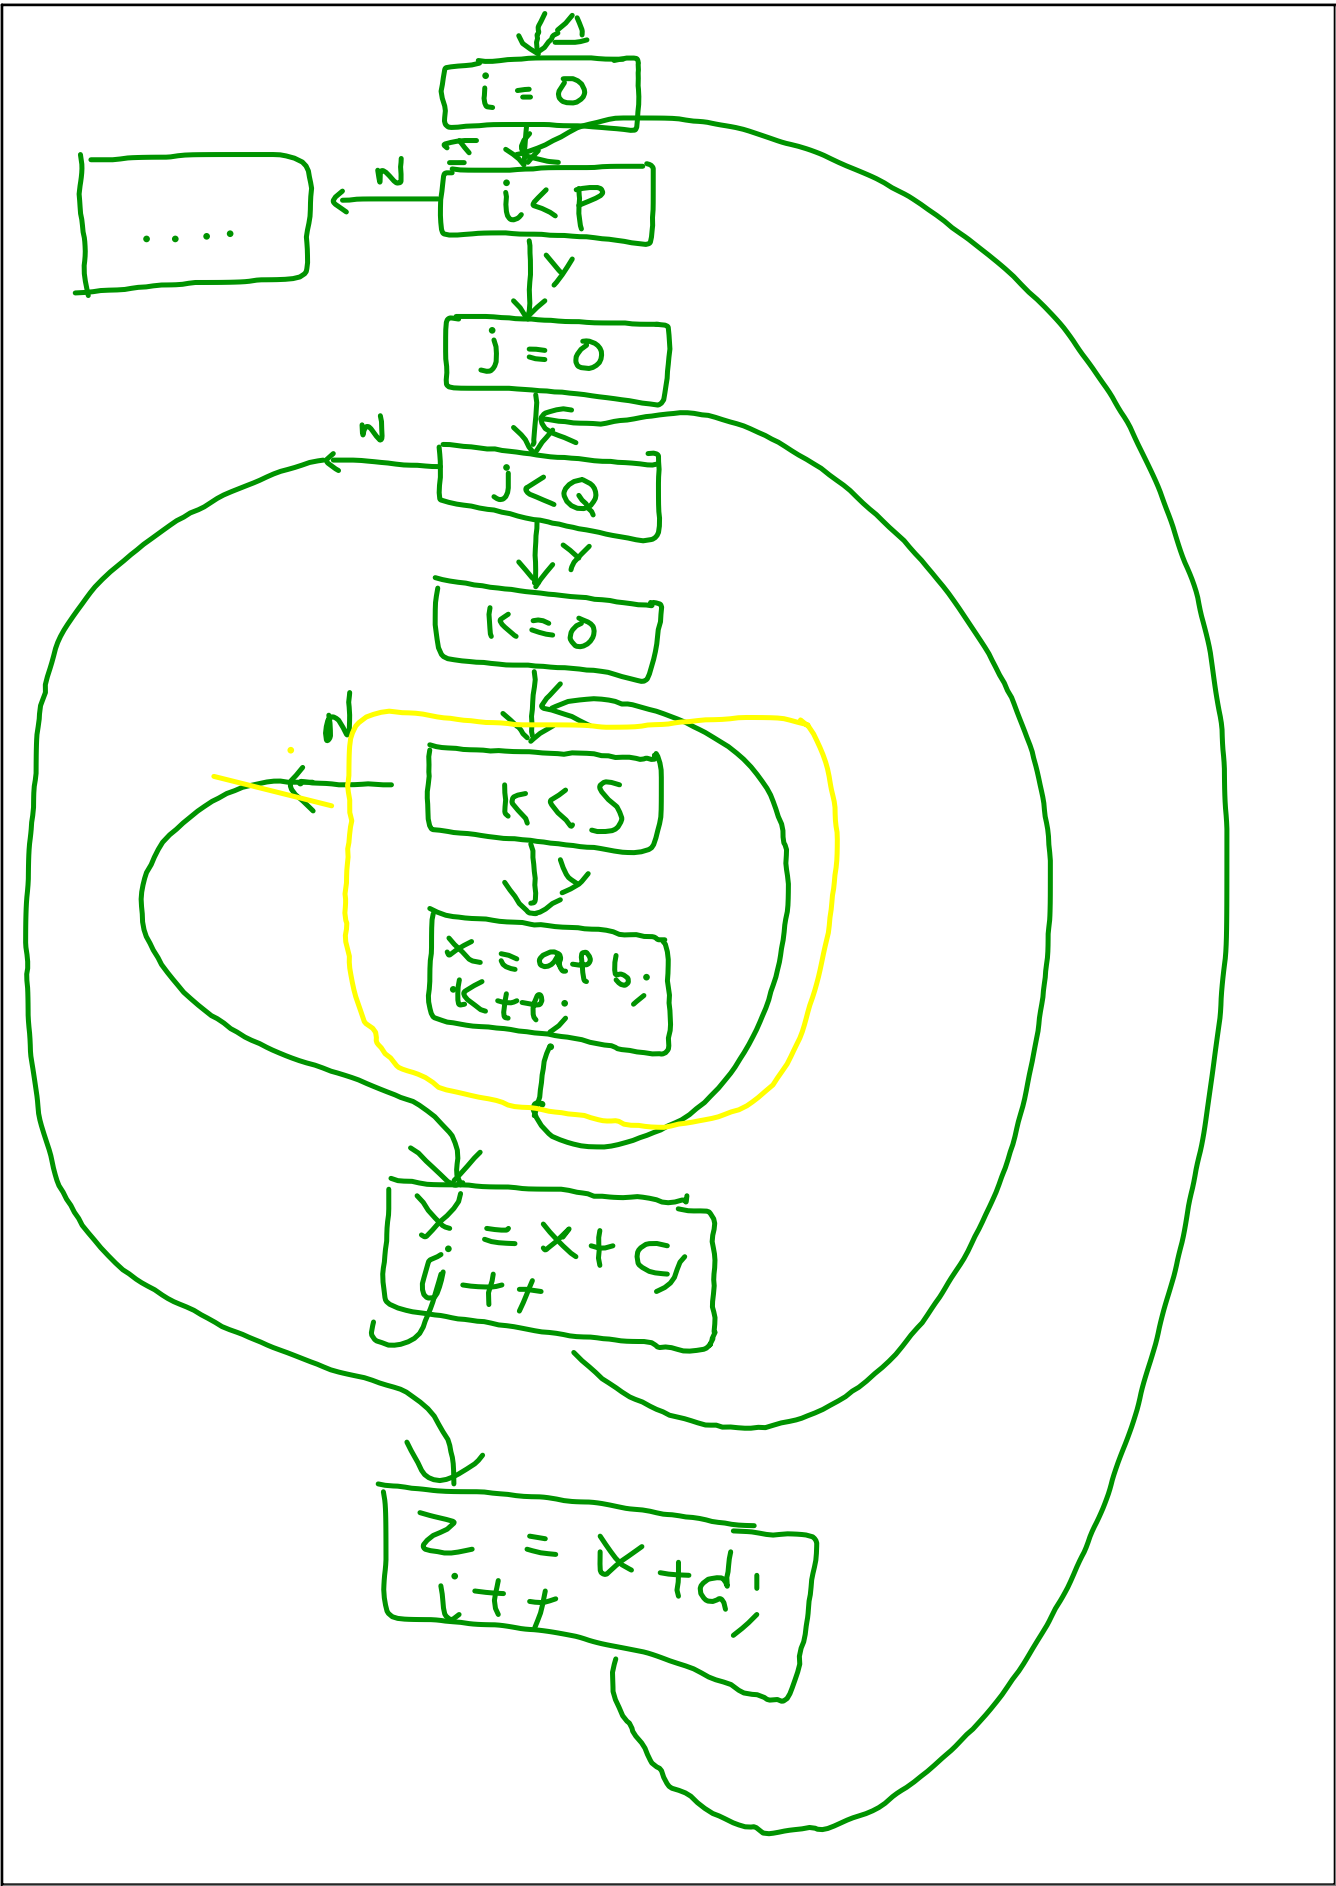 i = 0
N
i < P
. . . .
Y
j = 0
N
j < Q
Y
k = 0
N
k < S
Y
x = a + b;
k++;
x = x + c,
j++
z = x + d;
i++